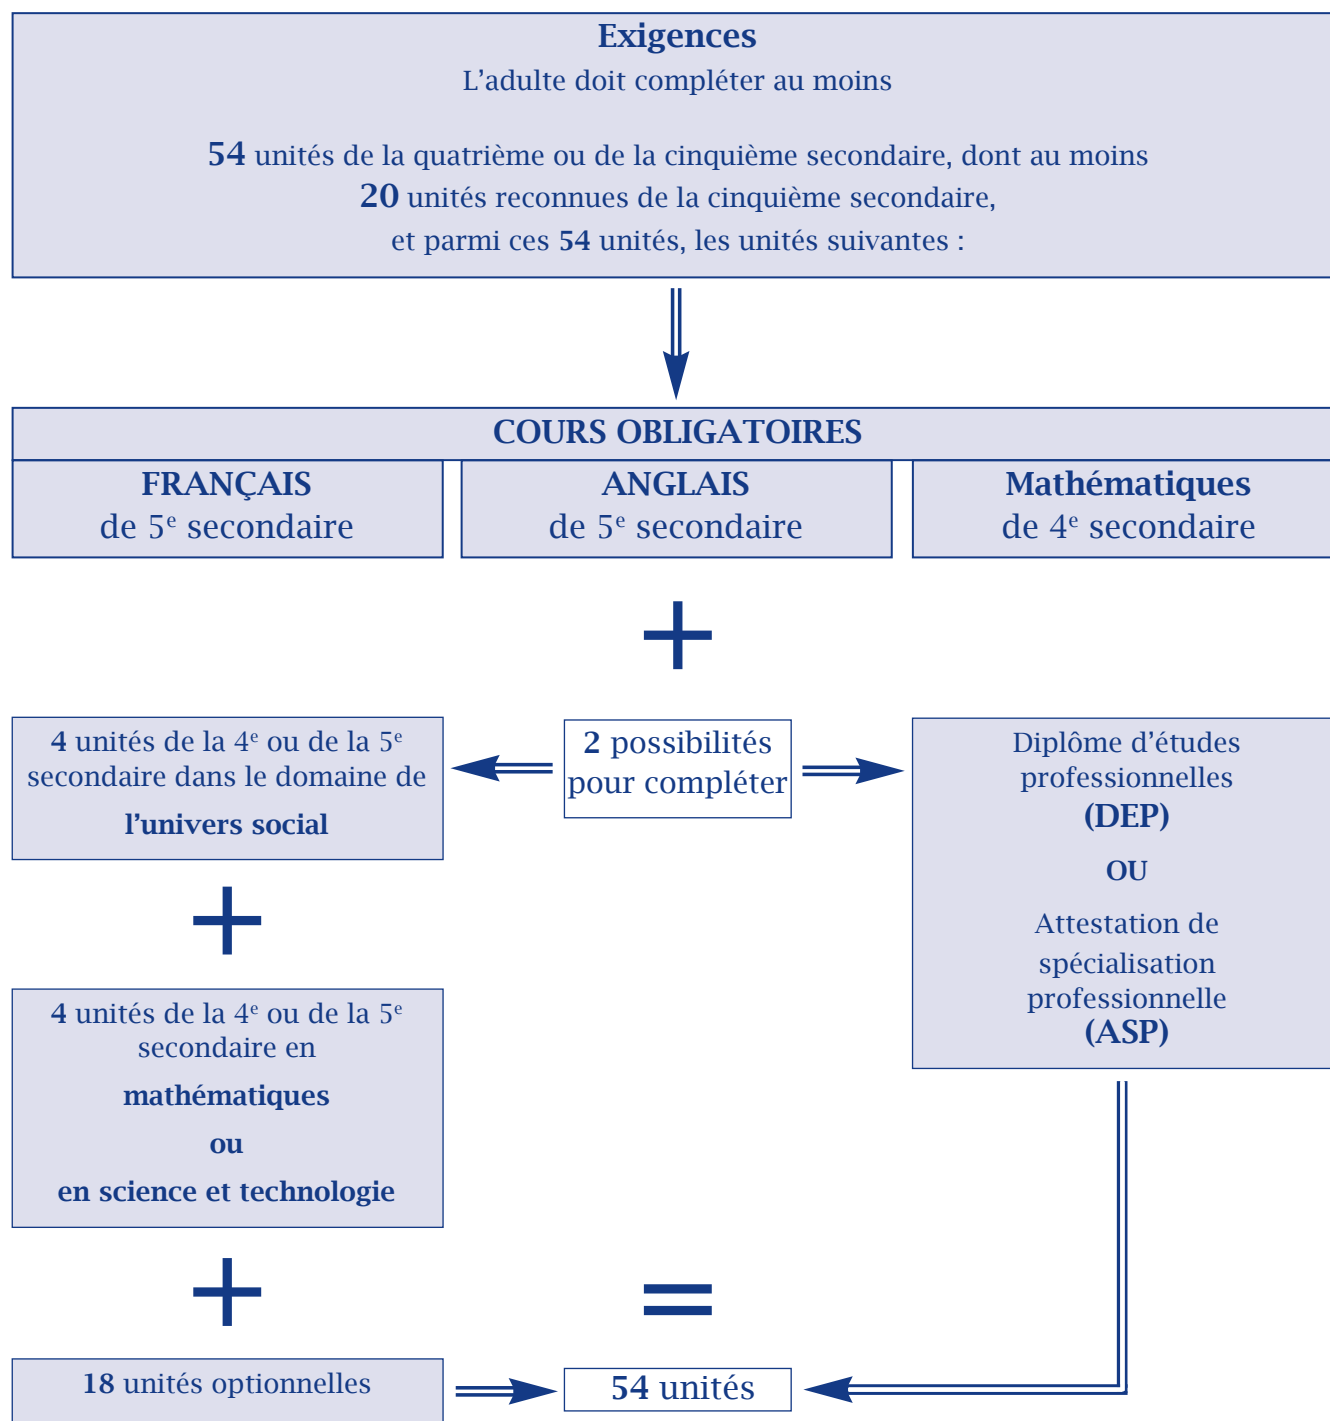 Exigences
L'adulte doit compléter au moins
54 unités de la quatrième ou de la cinquième secondaire, dont au moins
20 unités reconnues de la cinquième secondaire,
et parmi ces 54 unités, les unités suivantes :
COURS OBLIGATOIRES
FRANÇAIS
de 5e secondaire
ANGLAIS
de 5e secondaire
Mathématiques
de 4e secondaire
+
4 unités de la 4e ou de la 5e
secondaire dans le domaine de
l'univers social
+
4 unités de la 4e ou de la 5e
secondaire en
mathématiques
ou
en science et technologie
+
18 unités optionnelles
2 possibilités
pour compléter
Diplôme d'études
professionnelles
(DEP)
OU
Attestation de
spécialisation
professionnelle
(ASP)
=
54 unités